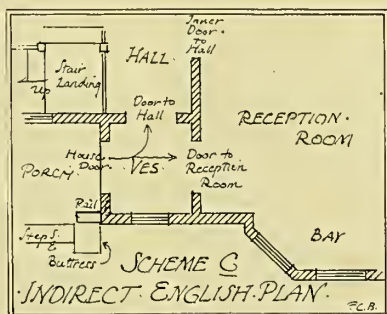 Inner
Door
to
Hall
HALL
Stair
Landing
Up
Door to
Hall
RECEPTION
ROOM
House
Door
VES.
Door to
Reception
Room
PORCH
Rail
Steps
&
Buttress
BAY
SCHEME C
INDIRECT ENGLISH PLAN
F.C.B.